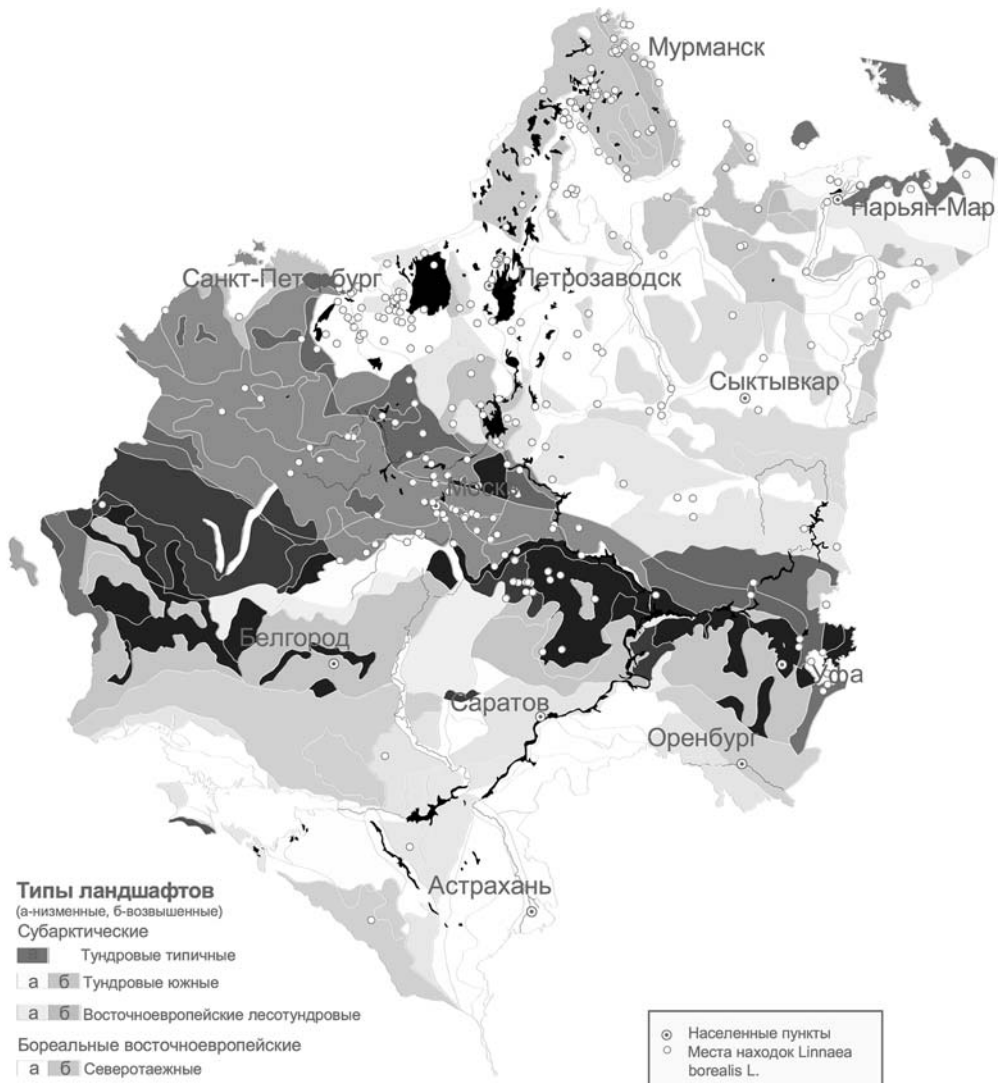 Мурманск
Нарьян-Мар
Санкт-Петербург
Петрозаводск
Сыктывкар
Москва
Белгород
Саратов
Уфа
Оренбург
Астрахань
Типы ландшафтов
(а-низменные, б-возвышенные)
Субарктические
а Тундровые типичные
а б Тундровые южные
а б Восточноевропейские лесотундровые
Бореальные восточноевропейские
а б Северотаежные
Населенные пункты
Места находок Linnaea
borealis L.